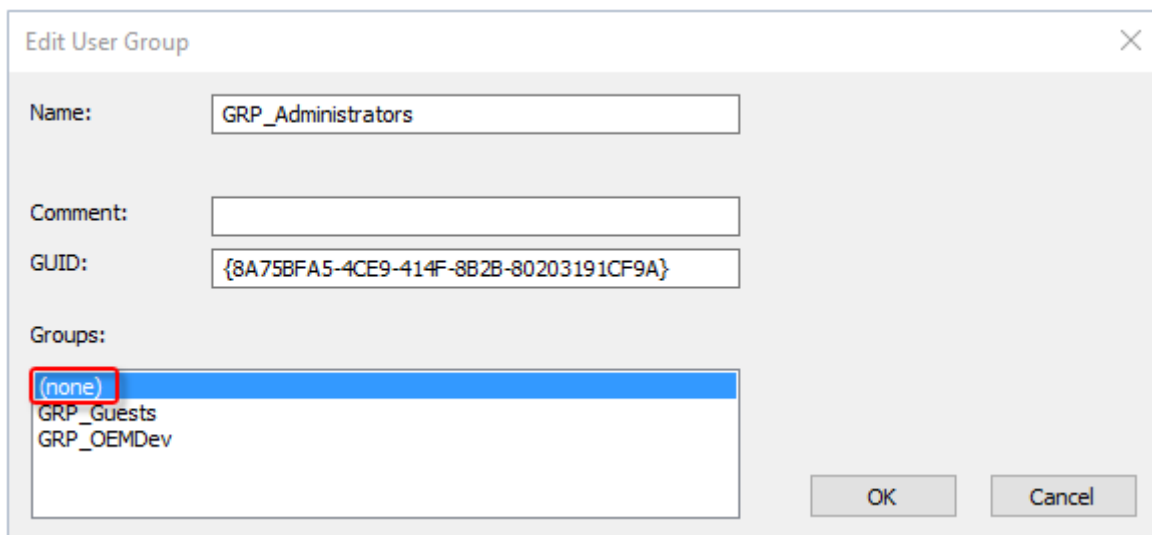 Edit User Group
Name:
GRP_Administrators
Comment:
GUID:
{8A75BFA5-4CE9-414F-8B2B-80203191CF9A}
Groups:
(none)
GRP_Guests
GRP_OEMDev
OK
Cancel